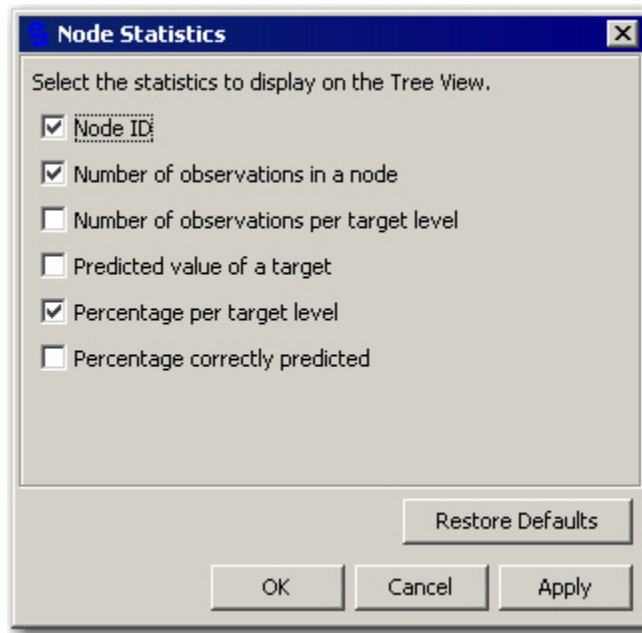 Node Statistics
Select the statistics to display on the Tree View.
Node ID
Number of observations in a node
Number of observations per target level
Predicted value of a target
Percentage per target level
Percentage correctly predicted
Restore Defaults
OK Cancel Apply